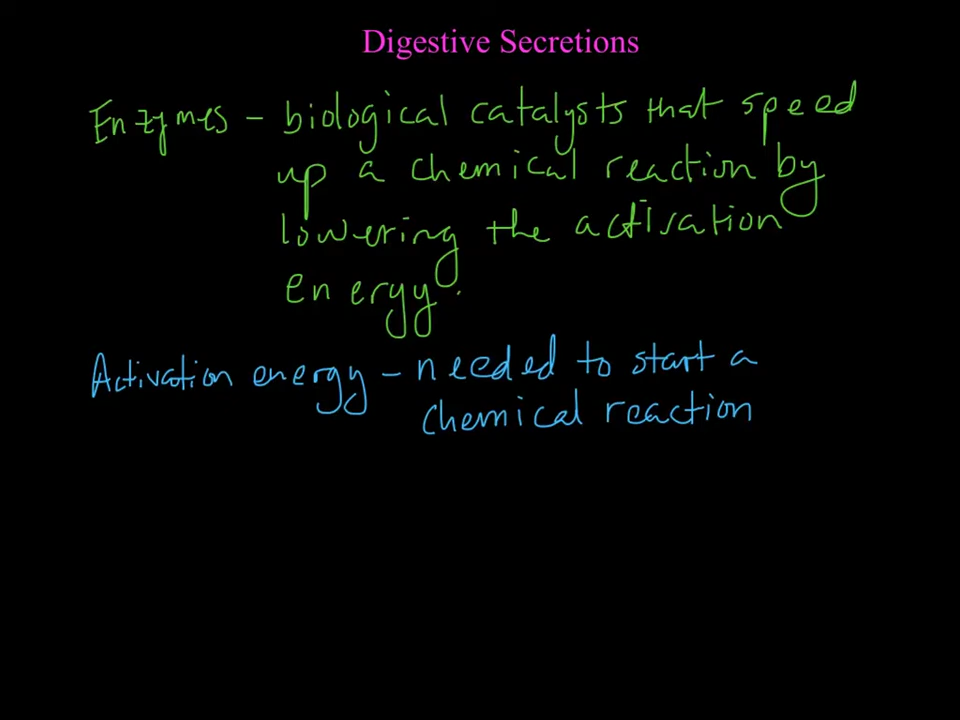 Digestive Secretions
Enzymes - biological catalysts that speed
up a chemical reaction by
lowering the activation
energy.
Activation energy - needed to start a
chemical reaction